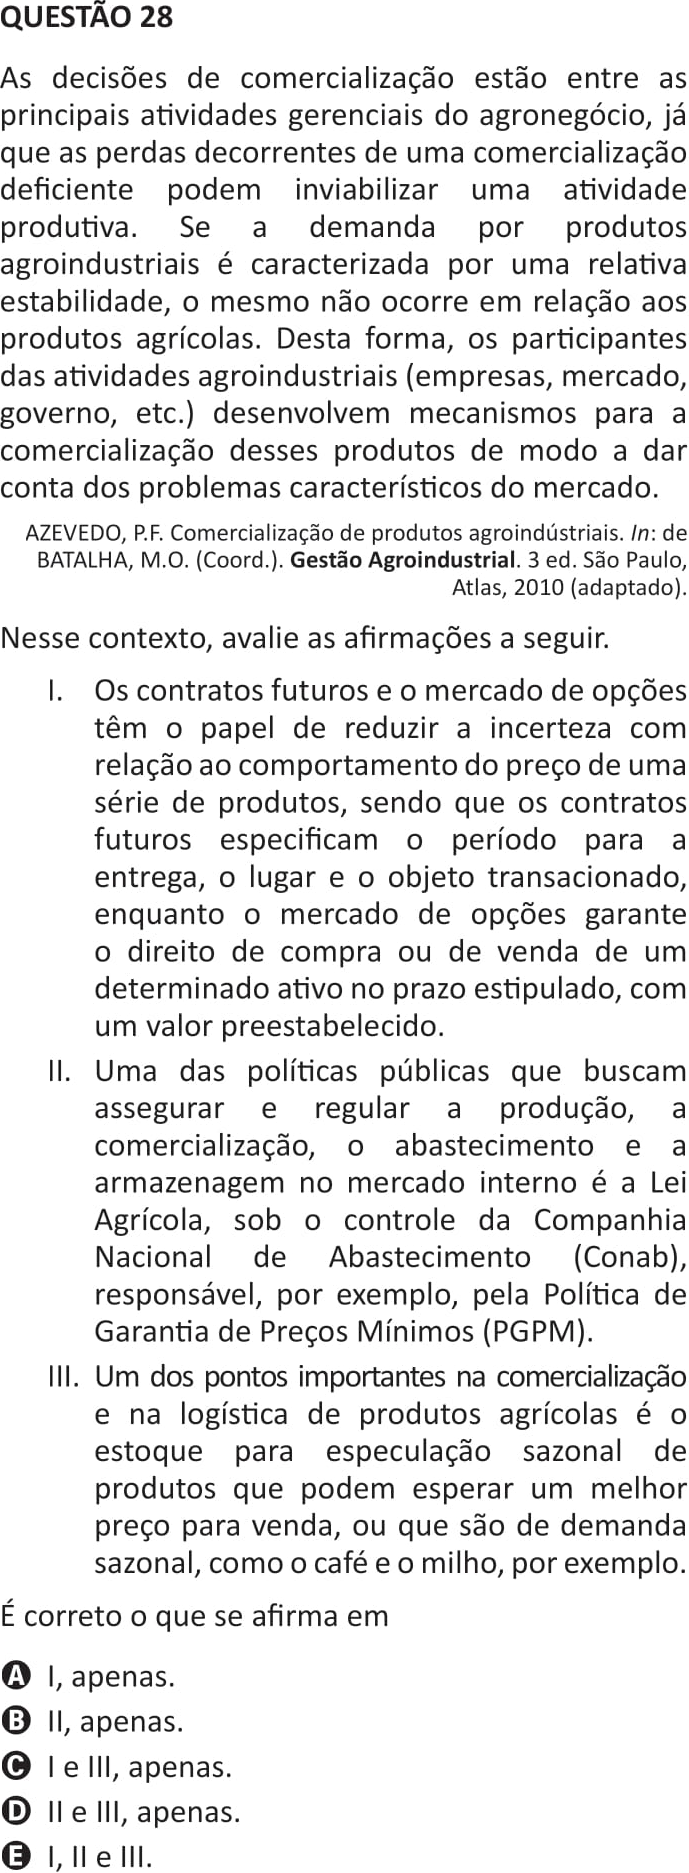 QUESTÃO 28
As decisões de comercialização estão entre as
principais atividades gerenciais do agronegócio, já
que as perdas decorrentes de uma comercialização
deficiente podem inviabilizar uma atividade
produtiva. Se a demanda por produtos
agroindustriais é caracterizada por uma relativa
estabilidade, o mesmo não ocorre em relação aos
produtos agrícolas. Desta forma, os participantes
das atividades agroindustriais (empresas, mercado,
governo, etc.) desenvolvem mecanismos para a
comercialização desses produtos de modo a dar
conta dos problemas característicos do mercado.
AZEVEDO, P.F. Comercialização de produtos agroindústriais. In: de
BATALHA, M.O. (Coord.). Gestão Agroindustrial. 3 ed. São Paulo,
Atlas, 2010 (adaptado).
Nesse contexto, avalie as afirmações a seguir.
I. Os contratos futuros e o mercado de opções
têm o papel de reduzir a incerteza com
relação ao comportamento do preço de uma
série de produtos, sendo que os contratos
futuros especificam o período para a
entrega, o lugar e o objeto transacionado,
enquanto o mercado de opções garante
o direito de compra ou de venda de um
determinado ativo no prazo estipulado, com
um valor preestabelecido.
II. Uma das políticas públicas que buscam
assegurar e regular a produção, a
comercialização, o abastecimento e a
armazenagem no mercado interno é a Lei
Agrícola, sob o controle da Companhia
Nacional de Abastecimento (Conab),
responsável, por exemplo, pela Política de
Garantia de Preços Mínimos (PGPM).
III. Um dos pontos importantes na comercialização
e na logística de produtos agrícolas é o
estoque para especulação sazonal de
produtos que podem esperar um melhor
preço para venda, ou que são de demanda
sazonal, como o café e o milho, por exemplo.
É correto o que se afirma em
A I, apenas.
B II, apenas.
C I e III, apenas.
D II e III, apenas.
E I, II e III.